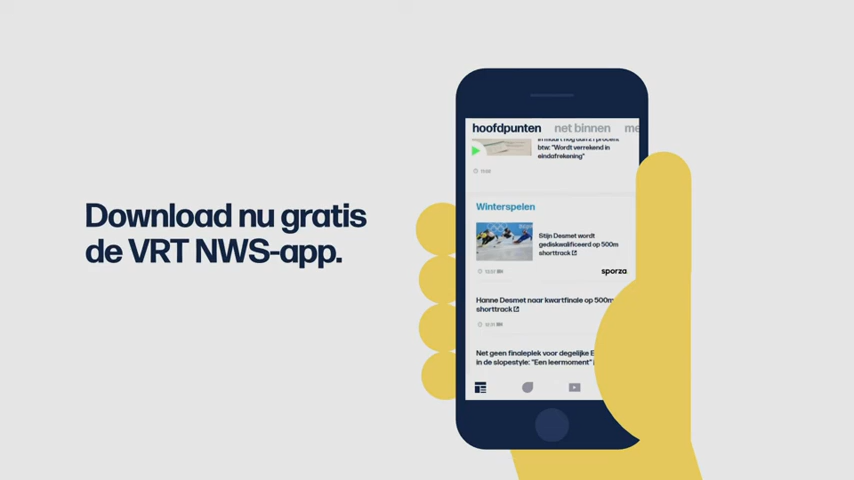 Download nu gratis
de VRT NWS-app.
hoofdpunten net binnen me
btw: "Wordt verrekend in
eindafrekening"
Winterspelen
Stijn Desmet wordt
gediskwalificeerd op 500m
shorttrack
sporza
Hanne Desmet naar kwartfinale op 500m
shorttrack
Net geen finaleplek voor degelijke
in de slopestyle: "Een leermoment"